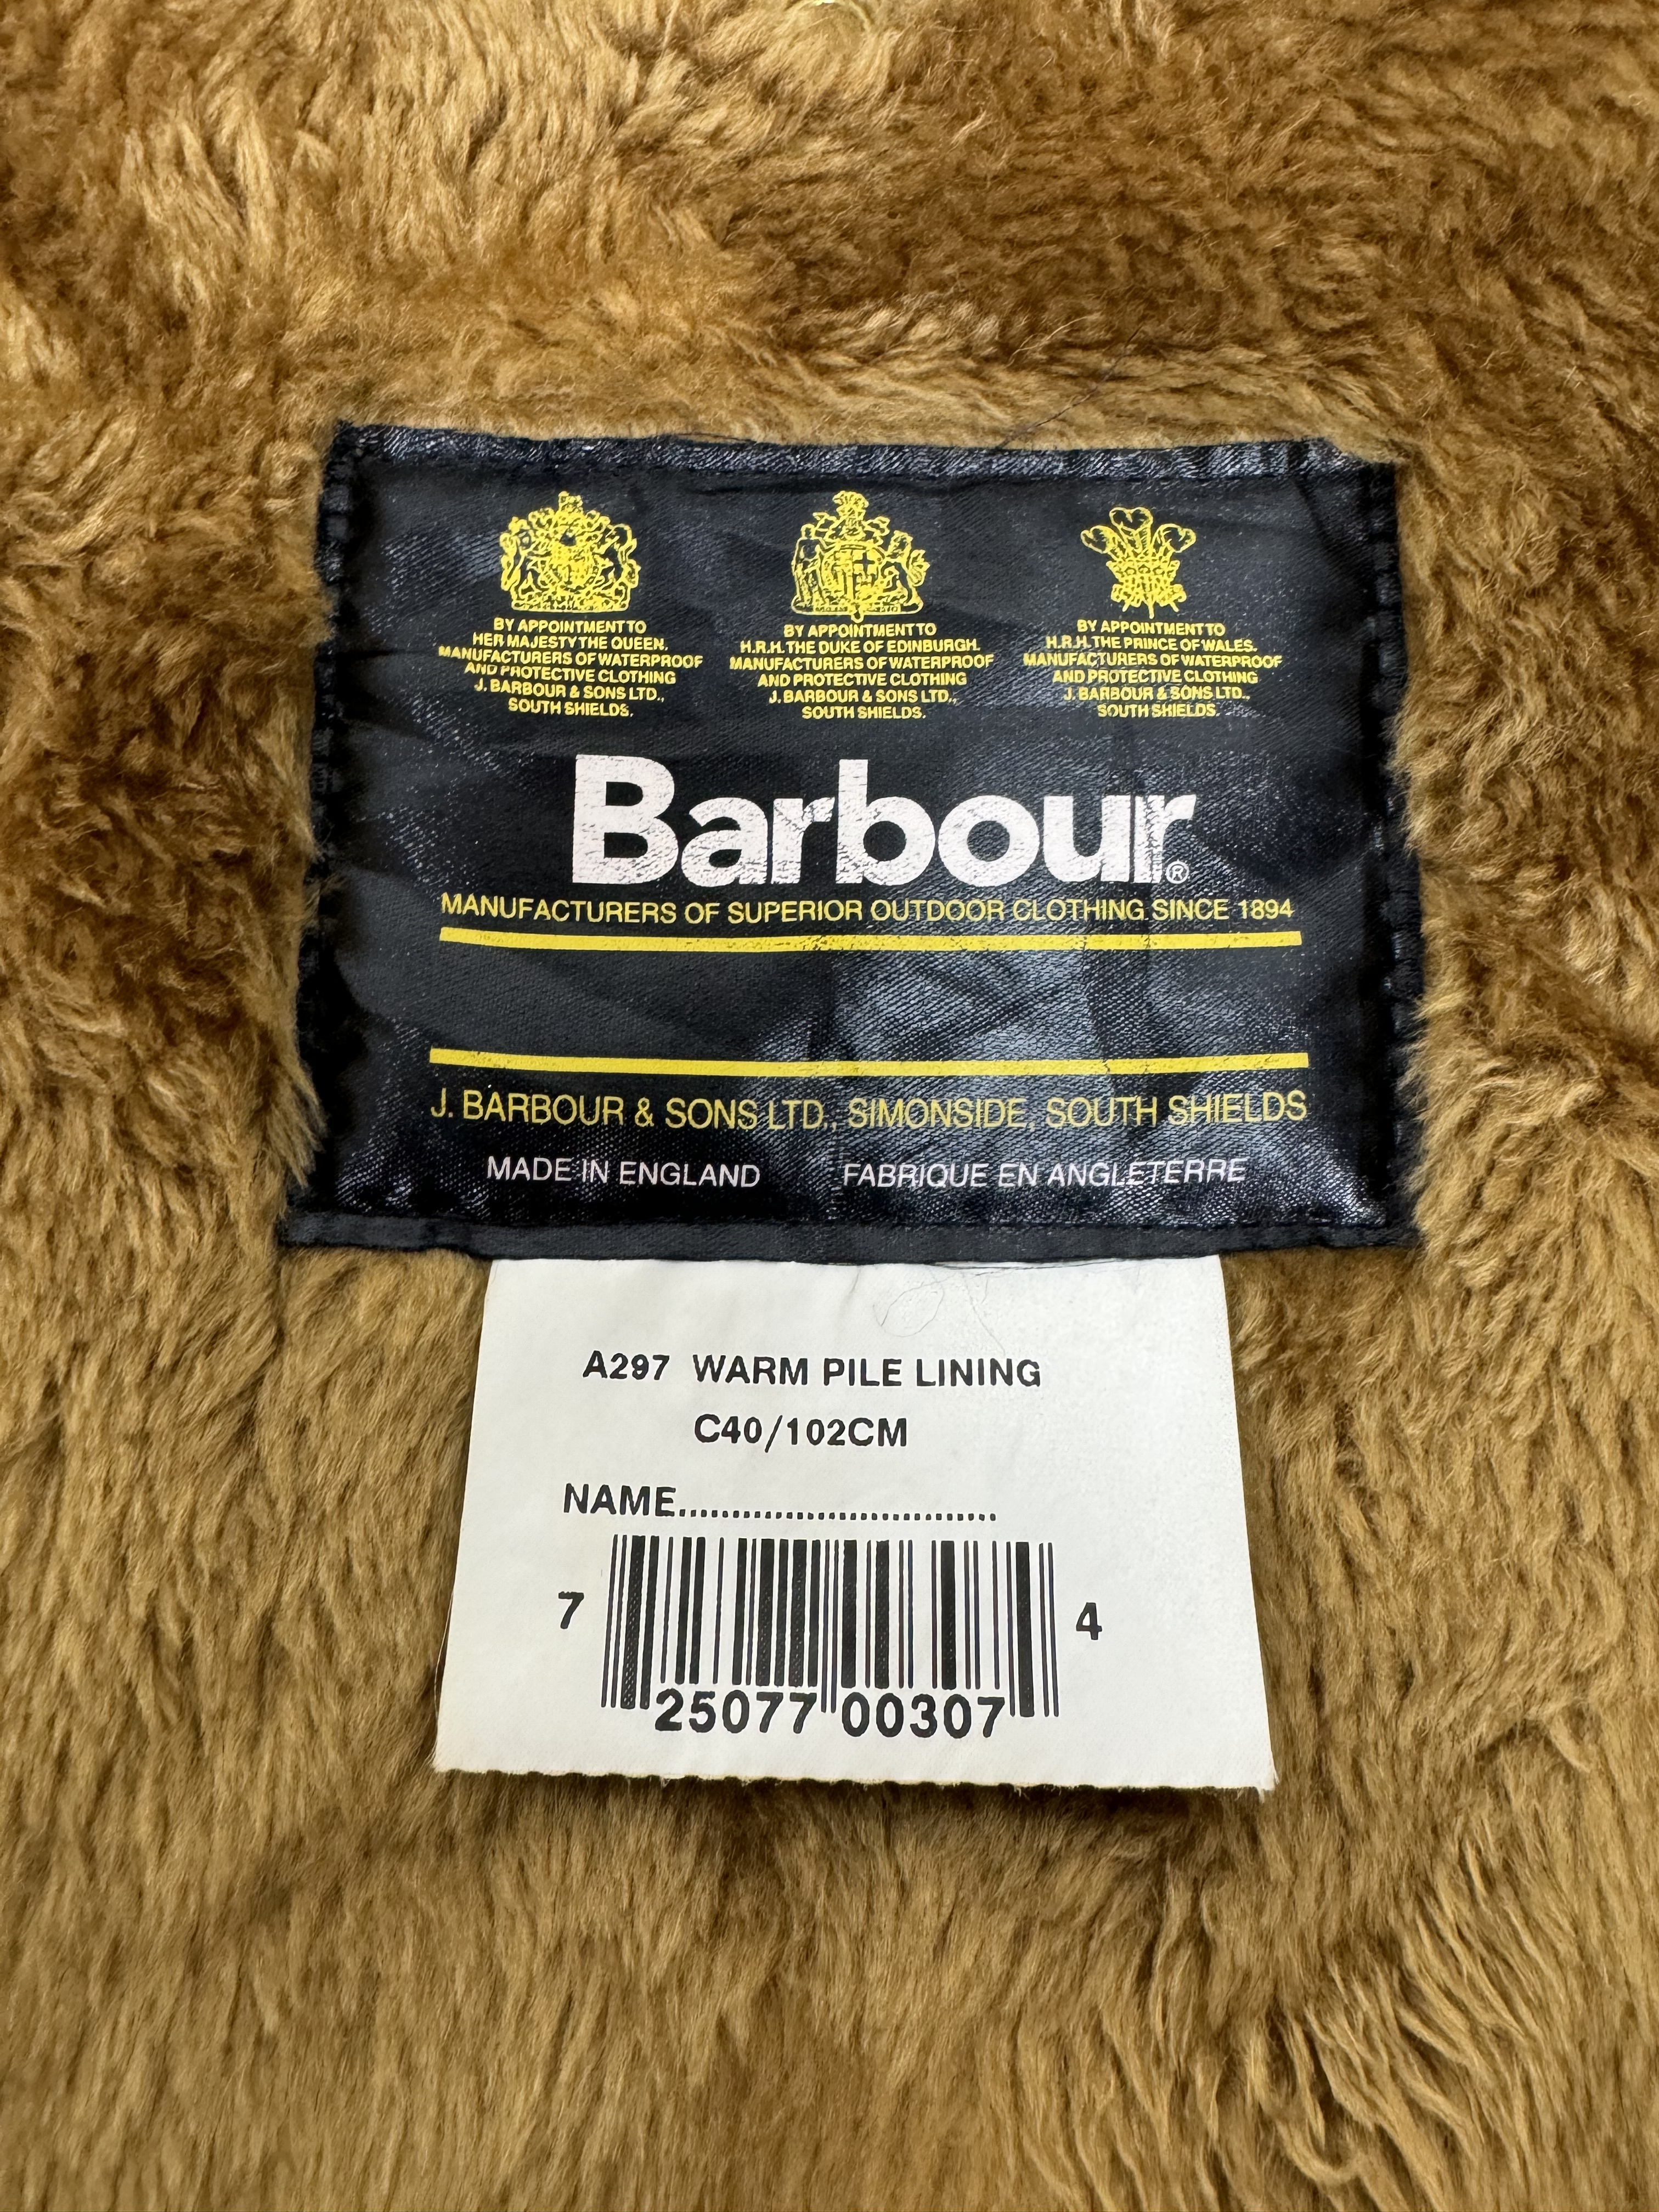 BY APPOINTMENT TO
HER MAJESTY THE QUEEN,
MANUFACTURERS OF WATERPROOF
AND PROTECTIVE CLOTHING
J. BARBOUR & SONS LTD.,
SOUTH SHIELDS.
BY APPOINTMENT TO
H.R.H. THE DUKE OF EDINBURGH.
MANUFACTURERS OF WATERPROOF
AND PROTECTIVE CLOTHING
J. BARBOUR & SONS LTD.,
SOUTH SHIELDS.
BY APPOINTMENT TO
H.R.H. THE PRINCE OF WALES.
MANUFACTURERS OF WATERPROOF
AND PROTECTIVE CLOTHING
J. BARBOUR & SONS LTD.,
SOUTH SHIELDS.
Barbour®
MANUFACTURERS OF SUPERIOR OUTDOOR CLOTHING SINCE 1894
J. BARBOUR & SONS LTD., SIMONSIDE, SOUTH SHIELDS
MADE IN ENGLAND FABRIQUE EN ANGLETERRE
A297 WARM PILE LINING
C40/102CM
NAME..............................
7 25077 00307 4